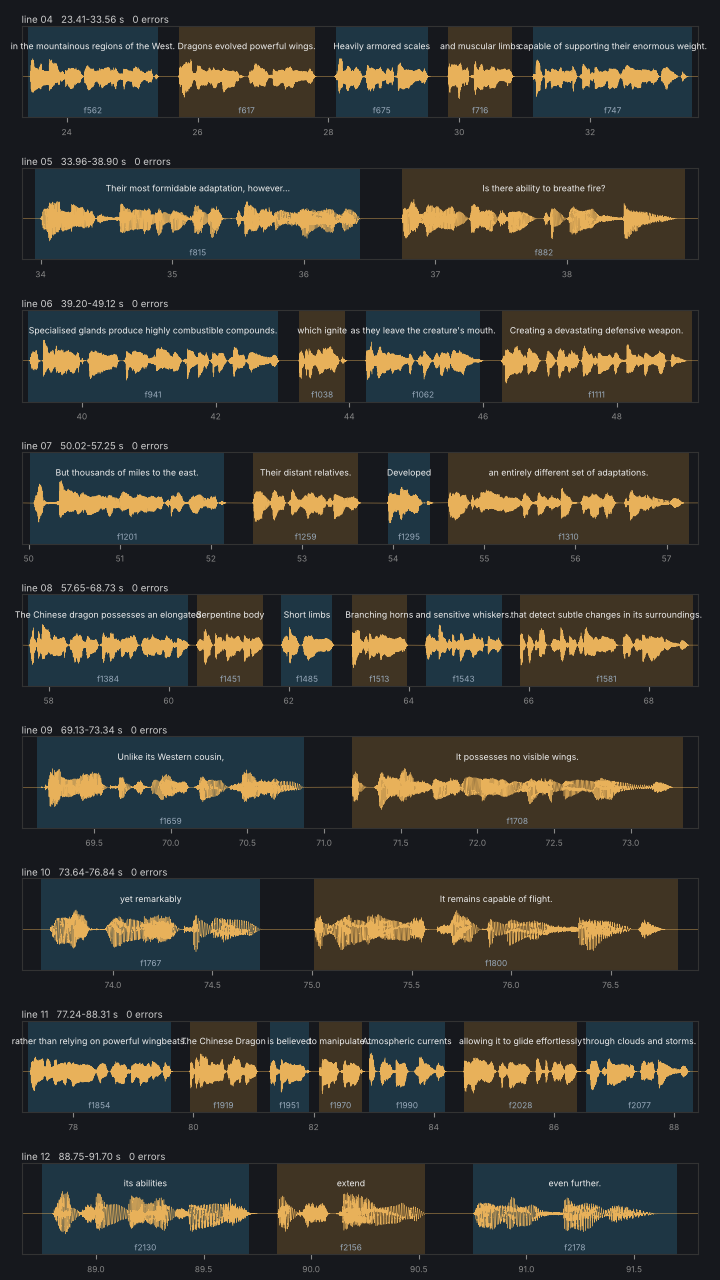 line 04 23.41-33.56 s 0 errors
in the mountainous regions of the West. Dragons evolved powerful wings. Heavily armored scales and muscular limbs capable of supporting their enormous weight.
f562 f617 f675 f716 f747
24 26 28 30 32
line 05 33.96-38.90 s 0 errors
Their most formidable adaptation, however... Is there ability to breathe fire?
f815 f882
34 35 36 37 38
line 06 39.20-49.12 s 0 errors
Specialised glands produce highly combustible compounds. which ignite as they leave the creature's mouth. Creating a devastating defensive weapon.
f941 f1038 f1062 f1111
40 42 44 46 48
line 07 50.02-57.25 s 0 errors
But thousands of miles to the east. Their distant relatives. Developed an entirely different set of adaptations.
f1201 f1259 f1295 f1310
50 51 52 53 54 55 56 57
line 08 57.65-68.73 s 0 errors
The Chinese dragon possesses an elongated Serpentine body Short limbs Branching horns and sensitive whiskers. that detect subtle changes in its surroundings.
f1384 f1451 f1485 f1513 f1543 f1581
58 60 62 64 66 68
line 09 69.13-73.34 s 0 errors
Unlike its Western cousin, It possesses no visible wings.
f1659 f1708
69.5 70.0 70.5 71.0 71.5 72.0 72.5 73.0
line 10 73.64-76.84 s 0 errors
yet remarkably It remains capable of flight.
f1767 f1800
74.0 74.5 75.0 75.5 76.0 76.5
line 11 77.24-88.31 s 0 errors
rather than relying on powerful wingbeats. The Chinese Dragon is believed to manipulate Atmospheric currents allowing it to glide effortlessly through clouds and storms.
f1854 f1919 f1951 f1970 f1990 f2028 f2077
78 80 82 84 86 88
line 12 88.75-91.70 s 0 errors
its abilities extend even further.
f2130 f2156 f2178
89.0 89.5 90.0 90.5 91.0 91.5